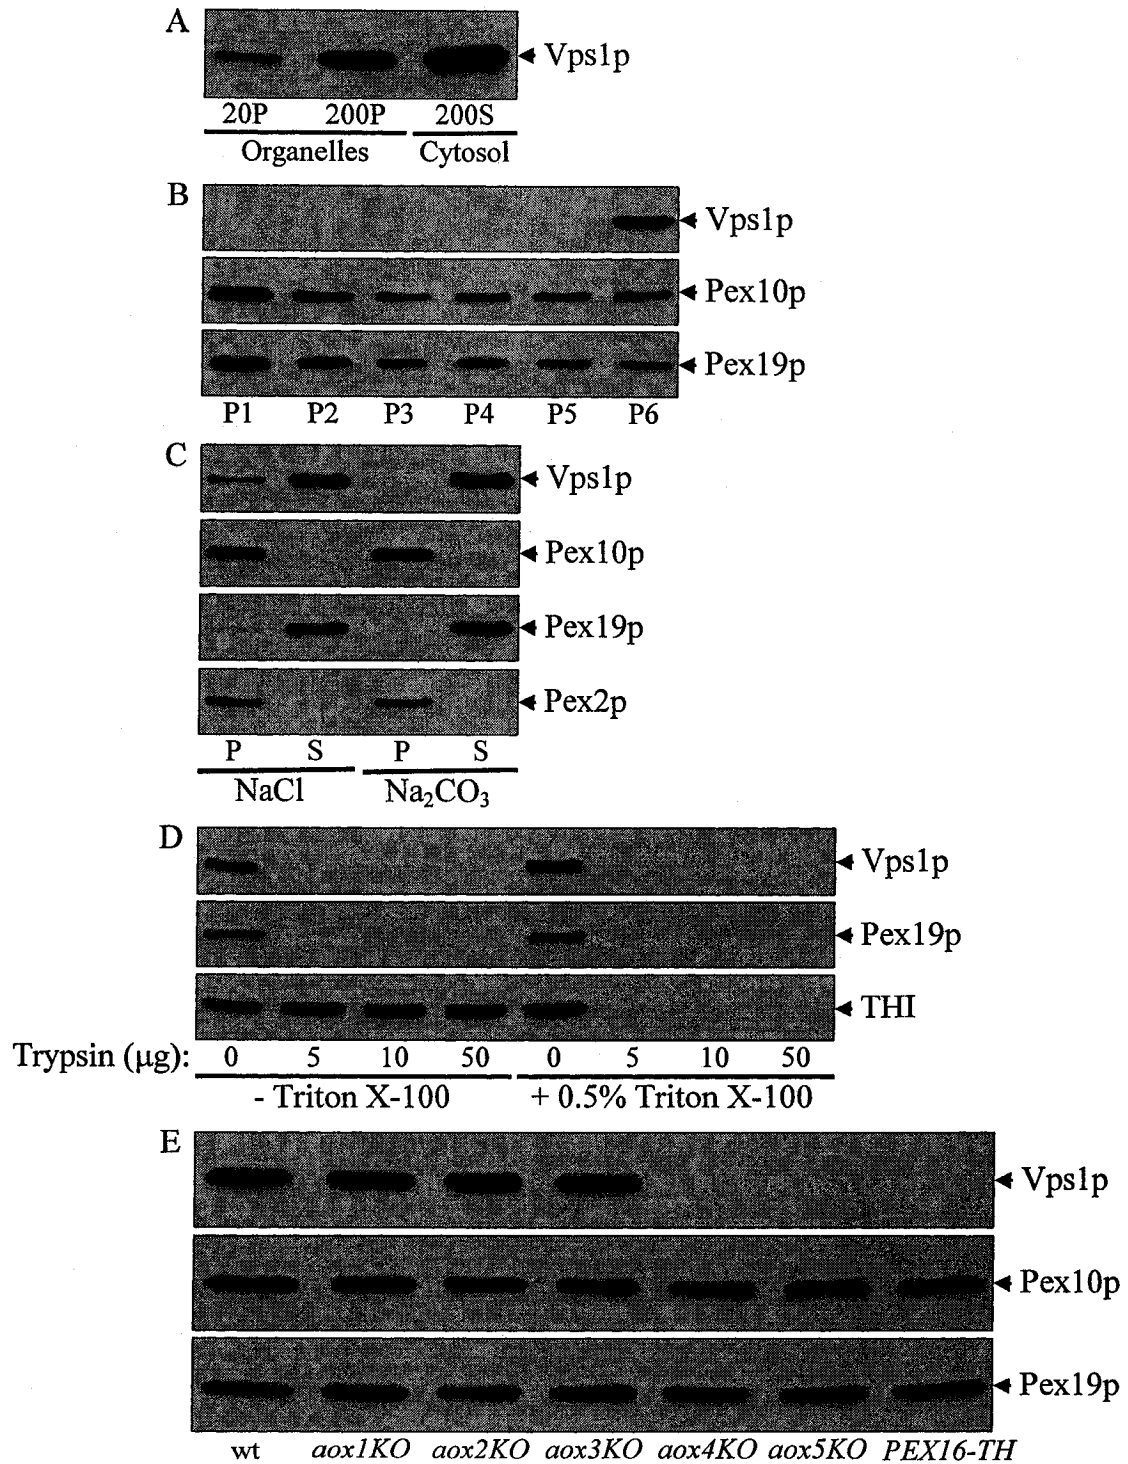 A
Vps1p
20P 200P 200S
Organelles Cytosol
B
Vps1p
Pex10p
Pex19p
P1 P2 P3 P4 P5 P6
C
Vps1p
Pex10p
Pex19p
Pex2p
P S P S
NaCl Na₂CO₃
D
Vps1p
Pex19p
THI
Trypsin (μg): 0 5 10 50 0 5 10 50
- Triton X-100 + 0.5% Triton X-100
E
Vps1p
Pex10p
Pex19p
wt aox1KO aox2KO aox3KO aox4KO aox5KO PEX16-TH